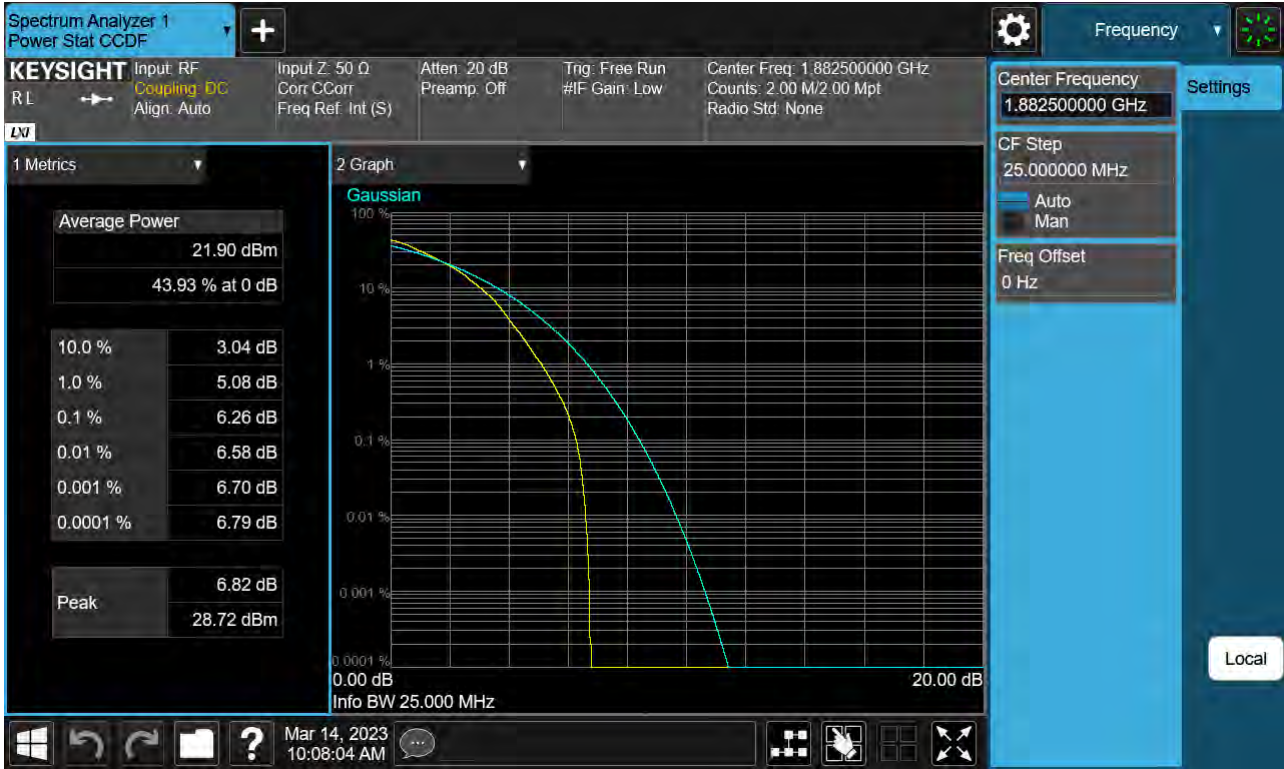 Spectrum Analyzer 1
Power Stat CCDF
+
Frequency
KEYSIGHT
R L
LXI
Input: RF
Coupling: DC
Align: Auto
Input Z: 50 Ω
Corr CCorr
Freq Ref: Int (S)
Atten: 20 dB
Preamp: Off
Trig: Free Run
#IF Gain: Low
Center Freq: 1.882500000 GHz
Counts: 2.00 M/2.00 Mpt
Radio Std: None
Center Frequency
1.882500000 GHz
Settings
CF Step
25.000000 MHz
Auto
Man
Freq Offset
0 Hz
Local
1 Metrics
Average Power
21.90 dBm
43.93 % at 0 dB
10.0 % 3.04 dB
1.0 % 5.08 dB
0.1 % 6.26 dB
0.01 % 6.58 dB
0.001 % 6.70 dB
0.0001 % 6.79 dB
Peak
6.82 dB
28.72 dBm
2 Graph
Gaussian
100 %
10 %
1 %
0.1 %
0.01 %
0.001 %
0.0001 %
0.00 dB 20.00 dB
Info BW 25.000 MHz
?
Mar 14, 2023
10:08:04 AM